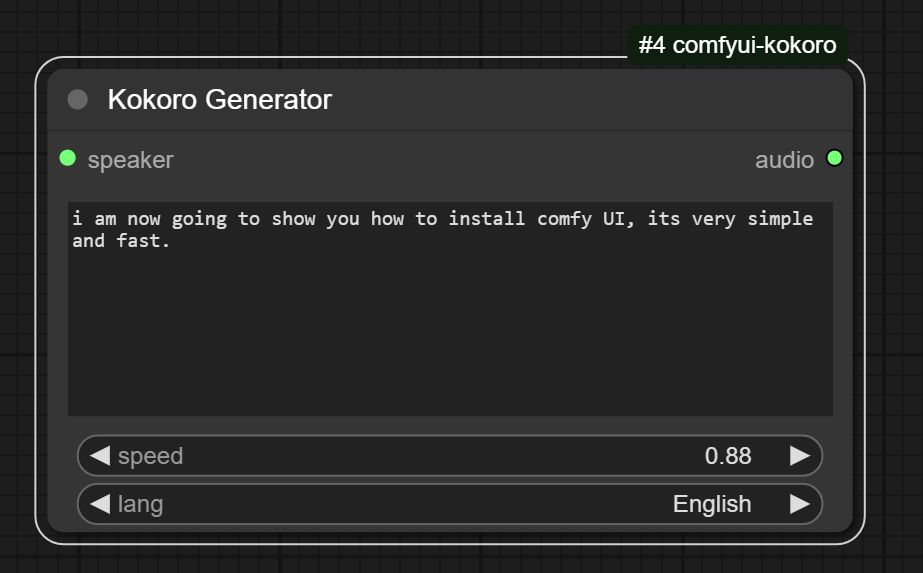 #4 comfyui-kokoro
Kokoro Generator
speaker
audio
i am now going to show you how to install comfy UI, its very simple
and fast.
speed
0.88
lang
English